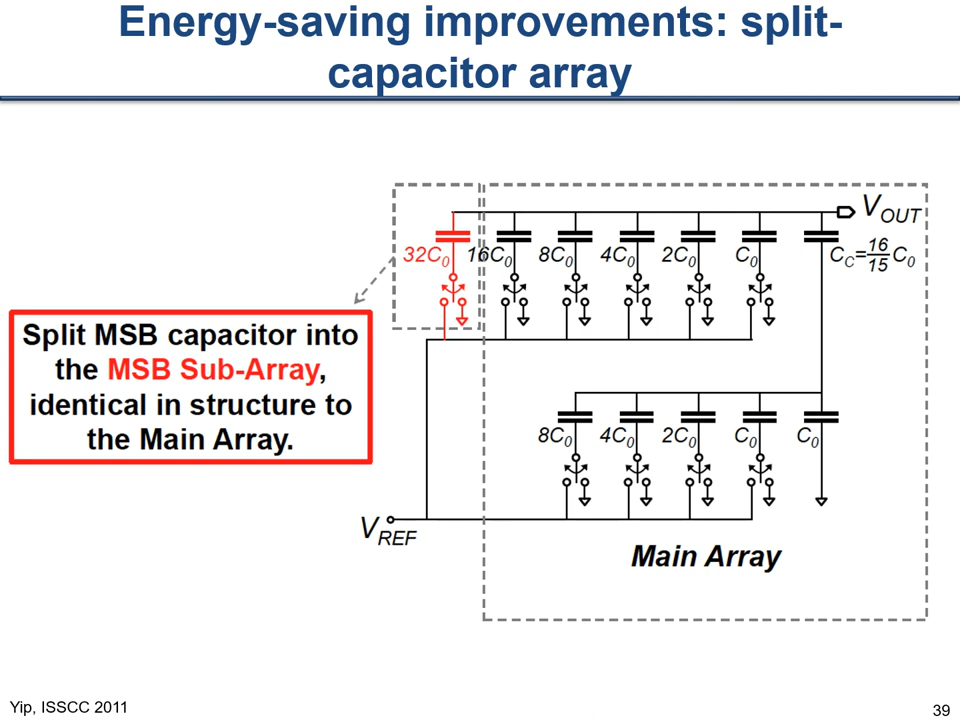 Energy-saving improvements: split-
capacitor array
V_OUT
32C_0 16C_0 8C_0 4C_0 2C_0 C_0 C_C=16/15 C_0
Split MSB capacitor into
the MSB Sub-Array,
identical in structure to
the Main Array.
8C_0 4C_0 2C_0 C_0 C_0
V_REF
Main Array
Yip, ISSCC 2011
39